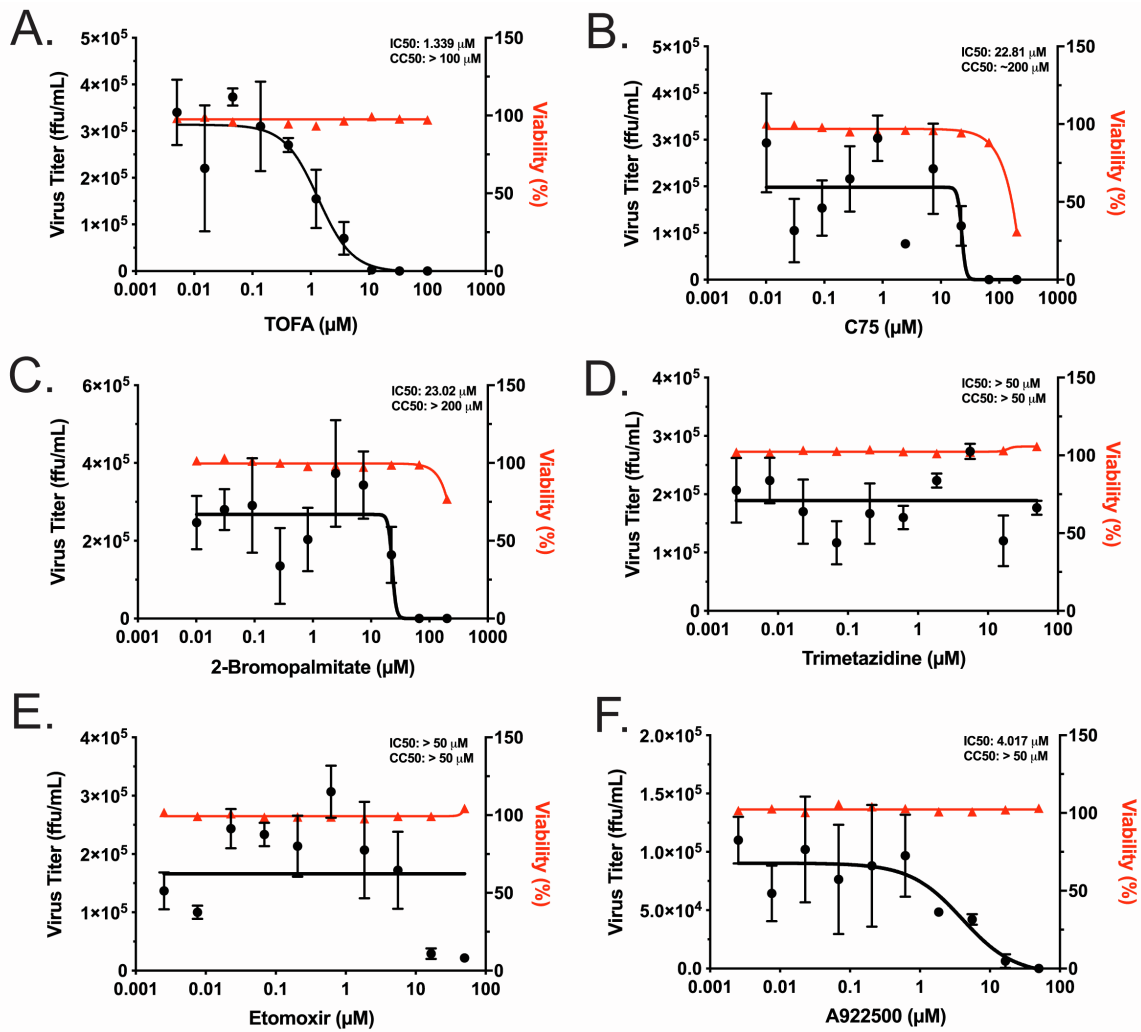 A.
IC50: 1.339 µM
CC50: > 100 µM
Virus Titer (ffu/mL)
5×10⁵
4×10⁵
3×10⁵
2×10⁵
1×10⁵
0
150
100
50
0
Viability (%)
0.001 0.01 0.1 1 10 100 1000
TOFA (µM)
B.
IC50: 22.81 µM
CC50: ~200 µM
Virus Titer (ffu/mL)
5×10⁵
4×10⁵
3×10⁵
2×10⁵
1×10⁵
0
150
100
50
0
Viability (%)
0.001 0.01 0.1 1 10 100 1000
C75 (µM)
C.
IC50: 23.02 µM
CC50: > 200 µM
Virus Titer (ffu/mL)
6×10⁵
4×10⁵
2×10⁵
0
150
100
50
0
Viability (%)
0.001 0.01 0.1 1 10 100 1000
2-Bromopalmitate (µM)
D.
IC50: > 50 µM
CC50: > 50 µM
Virus Titer (ffu/mL)
4×10⁵
3×10⁵
2×10⁵
1×10⁵
0
150
100
50
0
Viability (%)
0.001 0.01 0.1 1 10 100
Trimetazidine (µM)
E.
IC50: > 50 µM
CC50: > 50 µM
Virus Titer (ffu/mL)
4×10⁵
3×10⁵
2×10⁵
1×10⁵
0
150
100
50
0
Viability (%)
0.001 0.01 0.1 1 10 100
Etomoxir (µM)
F.
IC50: 4.017 µM
CC50: > 50 µM
Virus Titer (ffu/mL)
2.0×10⁵
1.5×10⁵
1.0×10⁵
5.0×10⁴
0.0
150
100
50
0
Viability (%)
0.001 0.01 0.1 1 10 100
A922500 (µM)